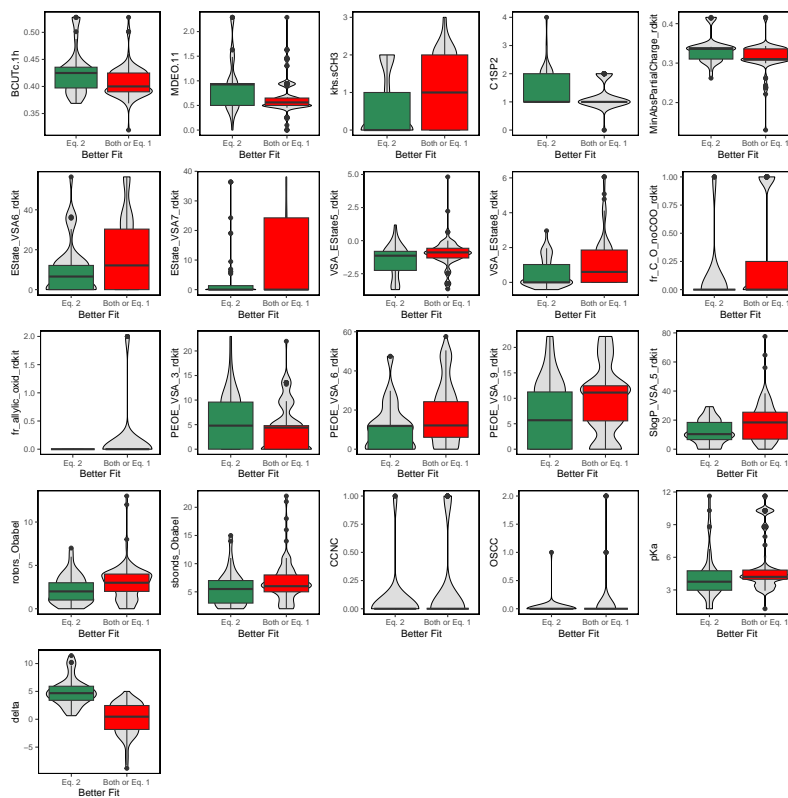 BCUTc.1h
0.50
0.45
0.40
0.35
Eq. 2 Both or Eq. 1
Better Fit
MDEO.11
2.0
1.5
1.0
0.5
0.0
Eq. 2 Both or Eq. 1
Better Fit
khs.sCH3
3
2
1
0
Eq. 2 Both or Eq. 1
Better Fit
C1SP2
4
3
2
1
0
Eq. 2 Both or Eq. 1
Better Fit
MinAbsPartialCharge_rdkit
0.4
0.3
0.2
Eq. 2 Both or Eq. 1
Better Fit
EState_VSA6_rdkit
40
20
0
Eq. 2 Both or Eq. 1
Better Fit
EState_VSA7_rdkit
40
30
20
10
0
Eq. 2 Both or Eq. 1
Better Fit
VSA_EState5_rdkit
5.0
2.5
0.0
−2.5
Eq. 2 Both or Eq. 1
Better Fit
VSA_EState8_rdkit
6
4
2
0
Eq. 2 Both or Eq. 1
Better Fit
fr_C_O_noCOO_rdkit
1.00
0.75
0.50
0.25
0.00
Eq. 2 Both or Eq. 1
Better Fit
fr_allylic_oxid_rdkit
2.0
1.5
1.0
0.5
0.0
Eq. 2 Both or Eq. 1
Better Fit
PEOE_VSA_3_rdkit
20
15
10
5
0
Eq. 2 Both or Eq. 1
Better Fit
PEOE_VSA_6_rdkit
60
40
20
0
Eq. 2 Both or Eq. 1
Better Fit
PEOE_VSA_9_rdkit
20
15
10
5
0
Eq. 2 Both or Eq. 1
Better Fit
SlogP_VSA_5_rdkit
80
60
40
20
0
Eq. 2 Both or Eq. 1
Better Fit
rotors_Obabel
10
5
0
Eq. 2 Both or Eq. 1
Better Fit
sbonds_Obabel
20
15
10
5
Eq. 2 Both or Eq. 1
Better Fit
CCNC
1.00
0.75
0.50
0.25
0.00
Eq. 2 Both or Eq. 1
Better Fit
OSCC
2.0
1.5
1.0
0.5
0.0
Eq. 2 Both or Eq. 1
Better Fit
pKa
12
9
6
3
Eq. 2 Both or Eq. 1
Better Fit
delta
10
5
0
−5
Eq. 2 Both or Eq. 1
Better Fit